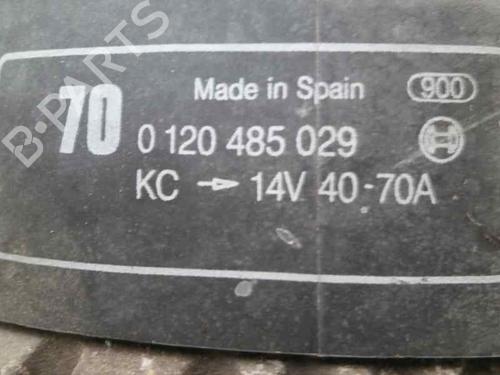 Made in Spain 900
70 0 120 485 029
KC → 14V 40-70A
B-PARTS